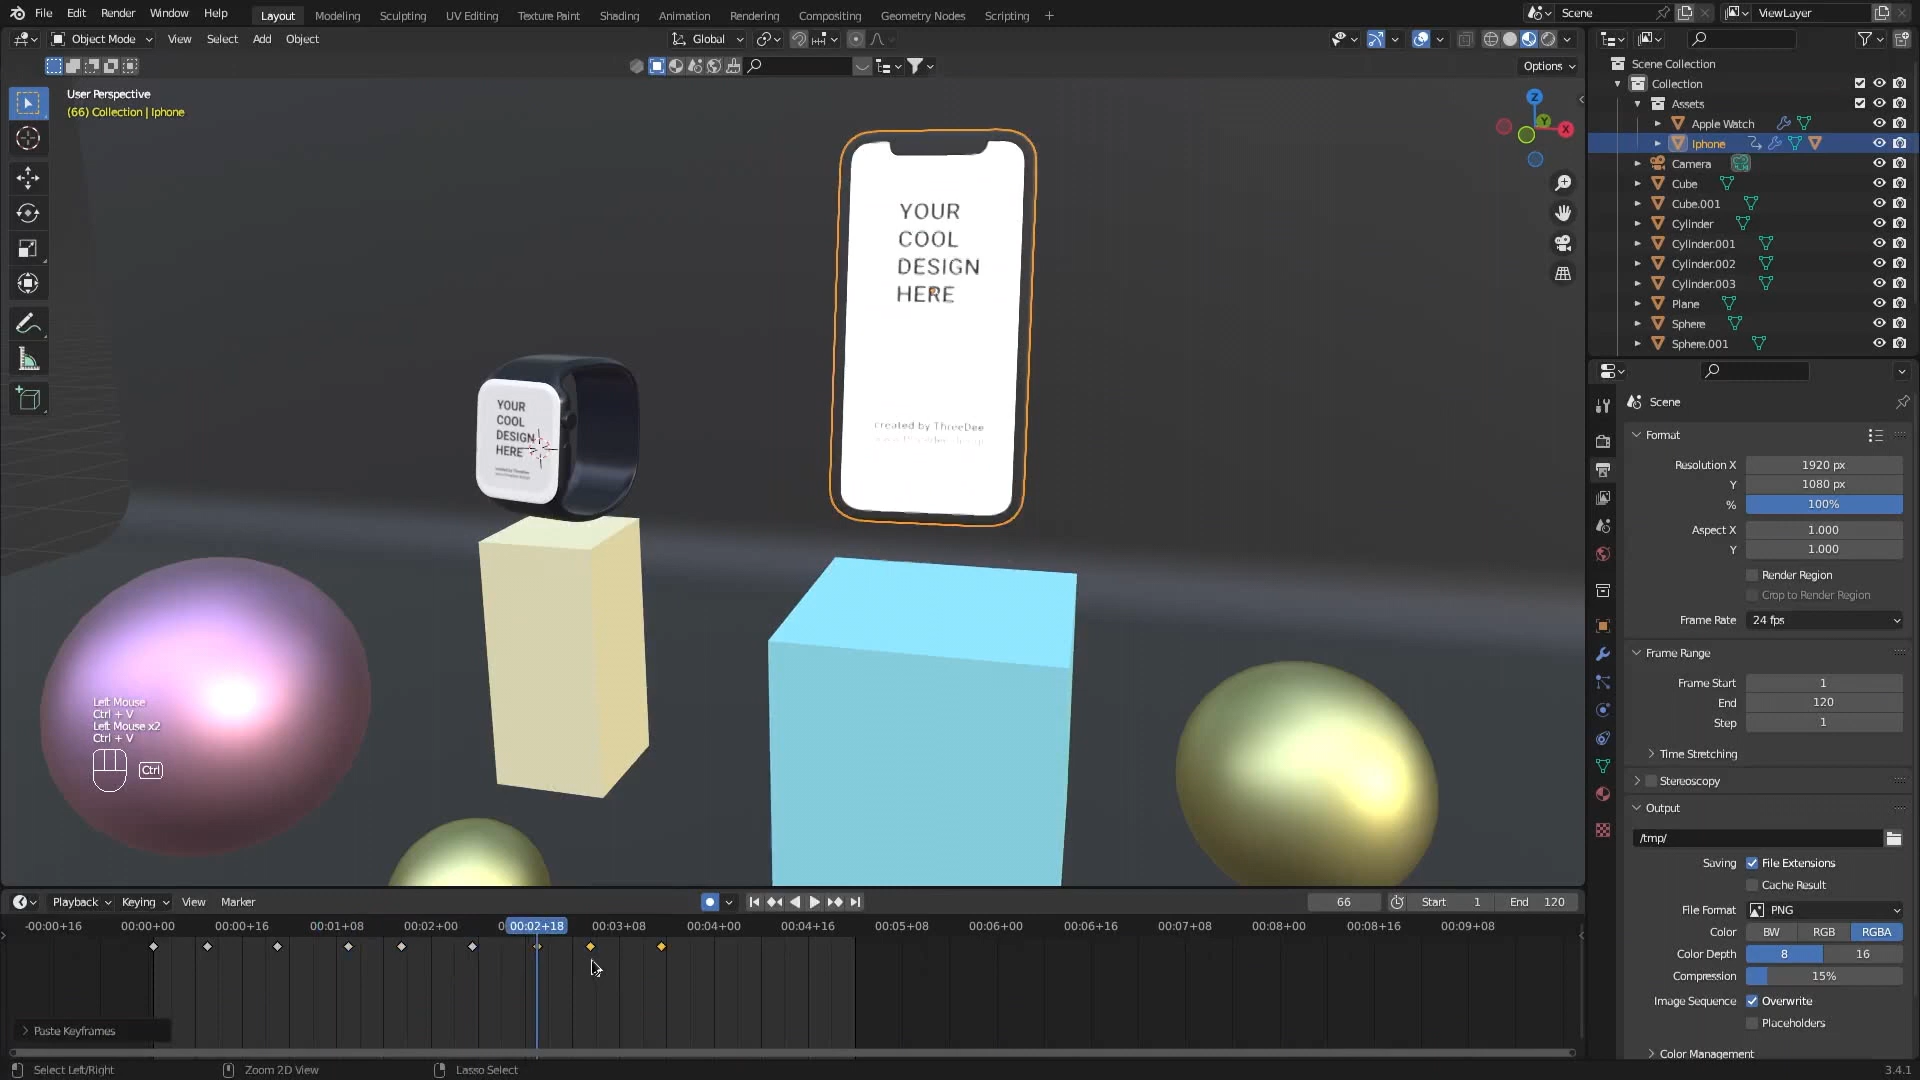 File Edit Render Window Help Layout Modeling Sculpting UV Editing Texture Paint Shading Animation Rendering Compositing Geometry Nodes Scripting + Scene ViewLayer
Object Mode View Select Add Object Global
Options
User Perspective
(66) Collection | Iphone
Z
Y
X
YOUR
COOL
DESIGN
HERE
created by ThreeDee
YOUR
COOL
DESIGN
HERE
Left Mouse
Ctrl + V
Left Mouse x2
Ctrl + V
Ctrl
Scene Collection
Collection
Assets
Apple Watch
Iphone
Camera
Cube
Cube.001
Cylinder
Cylinder.001
Cylinder.002
Cylinder.003
Plane
Sphere
Sphere.001
Scene
Format
Resolution X 1920 px
Y 1080 px
% 100%
Aspect X 1.000
Y 1.000
Render Region
Crop to Render Region
Frame Rate 24 fps
Frame Range
Frame Start 1
End 120
Step 1
Time Stretching
Stereoscopy
Output
/tmp/
Saving File Extensions
Cache Result
File Format PNG
Color BW RGB RGBA
Color Depth 8 16
Compression 15%
Image Sequence Overwrite
Placeholders
Color Management
Playback Keying View Marker 66 Start 1 End 120
-00:00+16 00:00+00 00:00+16 00:01+08 00:02+00 00:02+18 00:03+08 00:04+00 00:04+16 00:05+08 00:06+00 00:06+16 00:07+08 00:08+00 00:08+16 00:09+08
Paste Keyframes
Select Left/Right Zoom 2D View Lasso Select 3.4.1